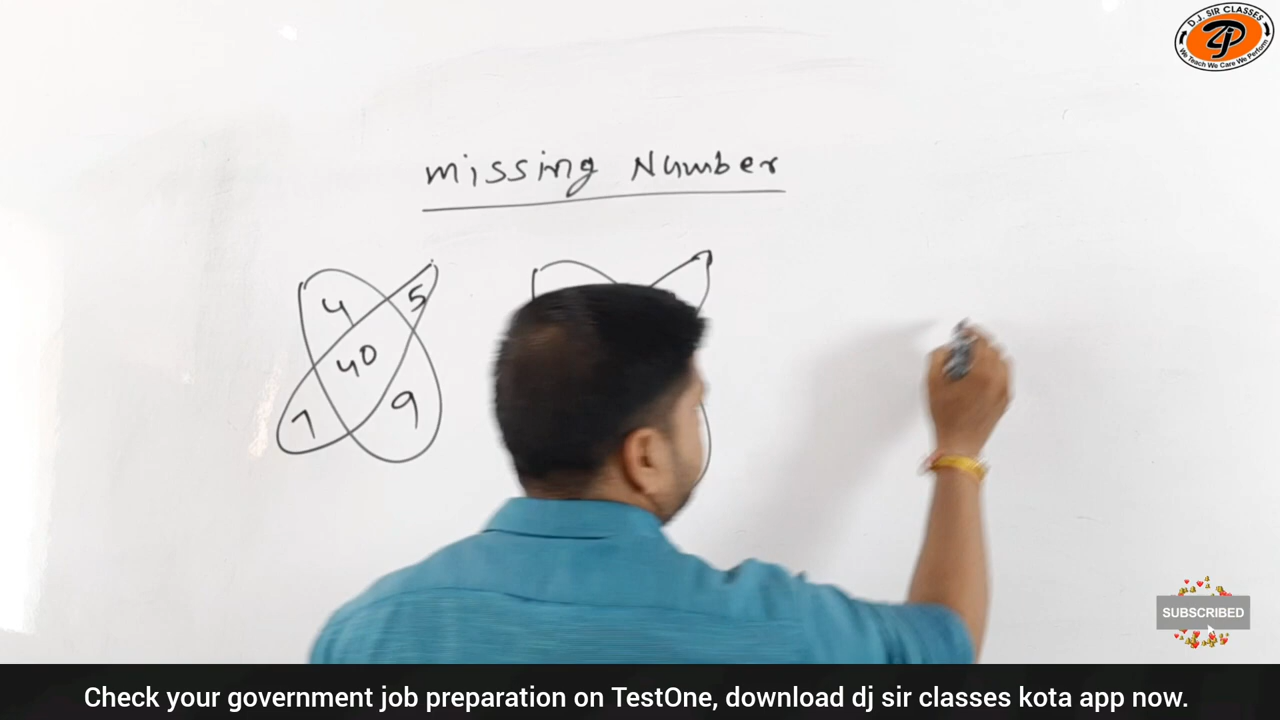 D.J. SIR CLASSES
We Teach We Care We Perform
missing Number
4 5
40
7 9
SUBSCRIBED
Check your government job preparation on TestOne, download dj sir classes kota app now.